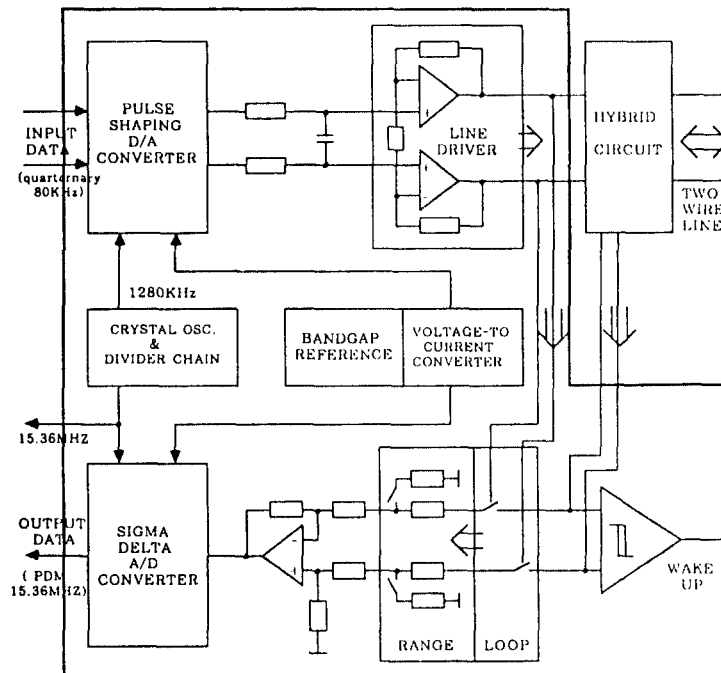 PULSE
SHAPING
D/A
CONVERTER
INPUT
DATA
(quarternary
80KHz)
LINE
DRIVER
+
-
+
-
HYBRID
CIRCUIT
TWO
WIRE
LINE
1280KHz
CRYSTAL OSC.
&
DIVIDER CHAIN
BANDGAP
REFERENCE
VOLTAGE-TO
CURRENT
CONVERTER
15.36MHZ
OUTPUT
DATA
( PDM
15.36MHZ)
SIGMA
DELTA
A/D
CONVERTER
-
+
RANGE
LOOP
WAKE
UP